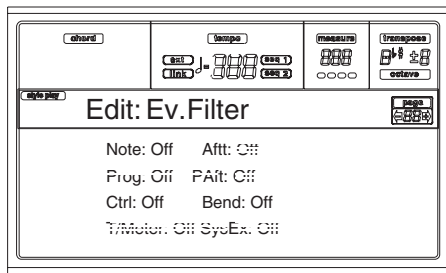 chord tempo measure transpose
ext seq 1
link seq 2
octave
style play
Edit: Ev.Filter page
Note: Off Aftt: Off
Prog: Off PAft: Off
Ctrl: Off Bend: Off
SysEx: Off